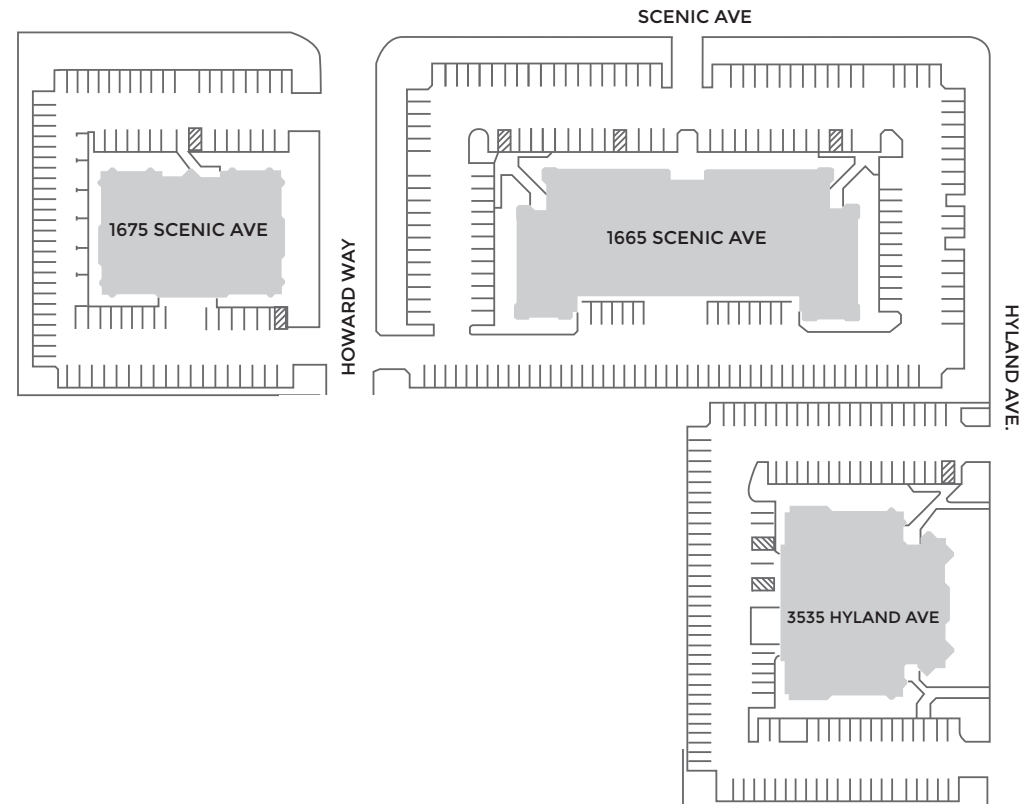 SCENIC AVE
1675 SCENIC AVE
HOWARD WAY
1665 SCENIC AVE
HYLAND AVE.
3535 HYLAND AVE